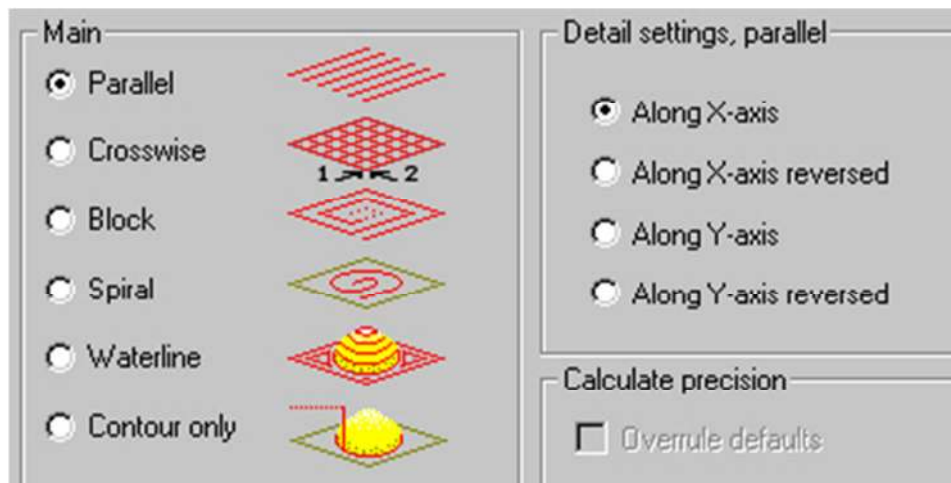 Main
Parallel
Crosswise
1 2
Block
Spiral
Waterline
Contour only
Detail settings, parallel
Along X-axis
Along X-axis reversed
Along Y-axis
Along Y-axis reversed
Calculate precision
Overrule defaults